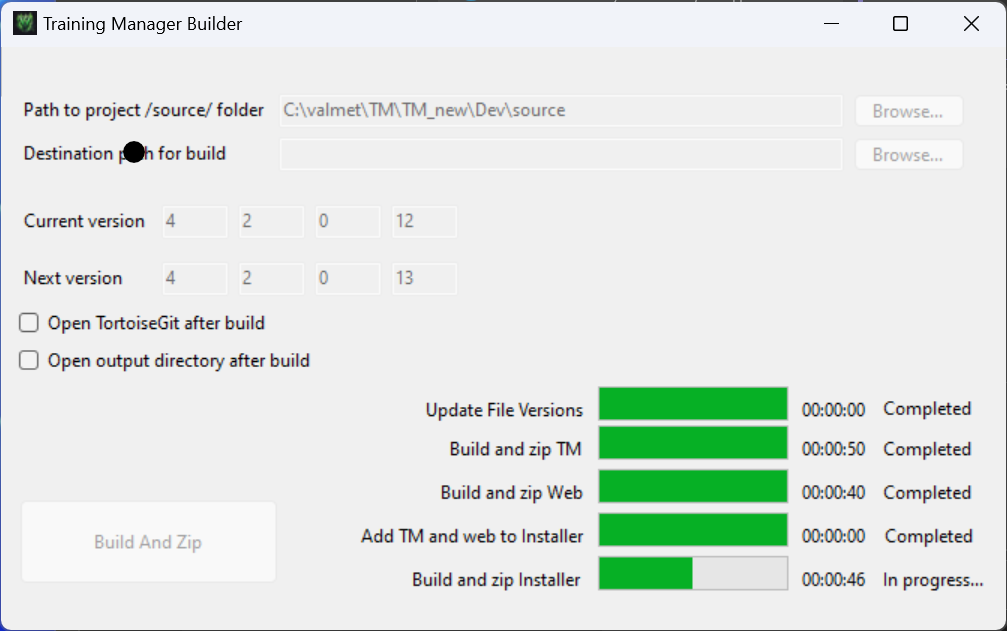 Training Manager Builder
Path to project /source/ folder C:\valmet\TM\TM_new\Dev\source Browse...
Destination for build Browse...
Current version 4 2 0 12
Next version 4 2 0 13
Open TortoiseGit after build
Open output directory after build
Update File Versions 00:00:00 Completed
Build and zip TM 00:00:50 Completed
Build and zip Web 00:00:40 Completed
Add TM and web to Installer 00:00:00 Completed
Build And Zip
Build and zip Installer 00:00:46 In progress...